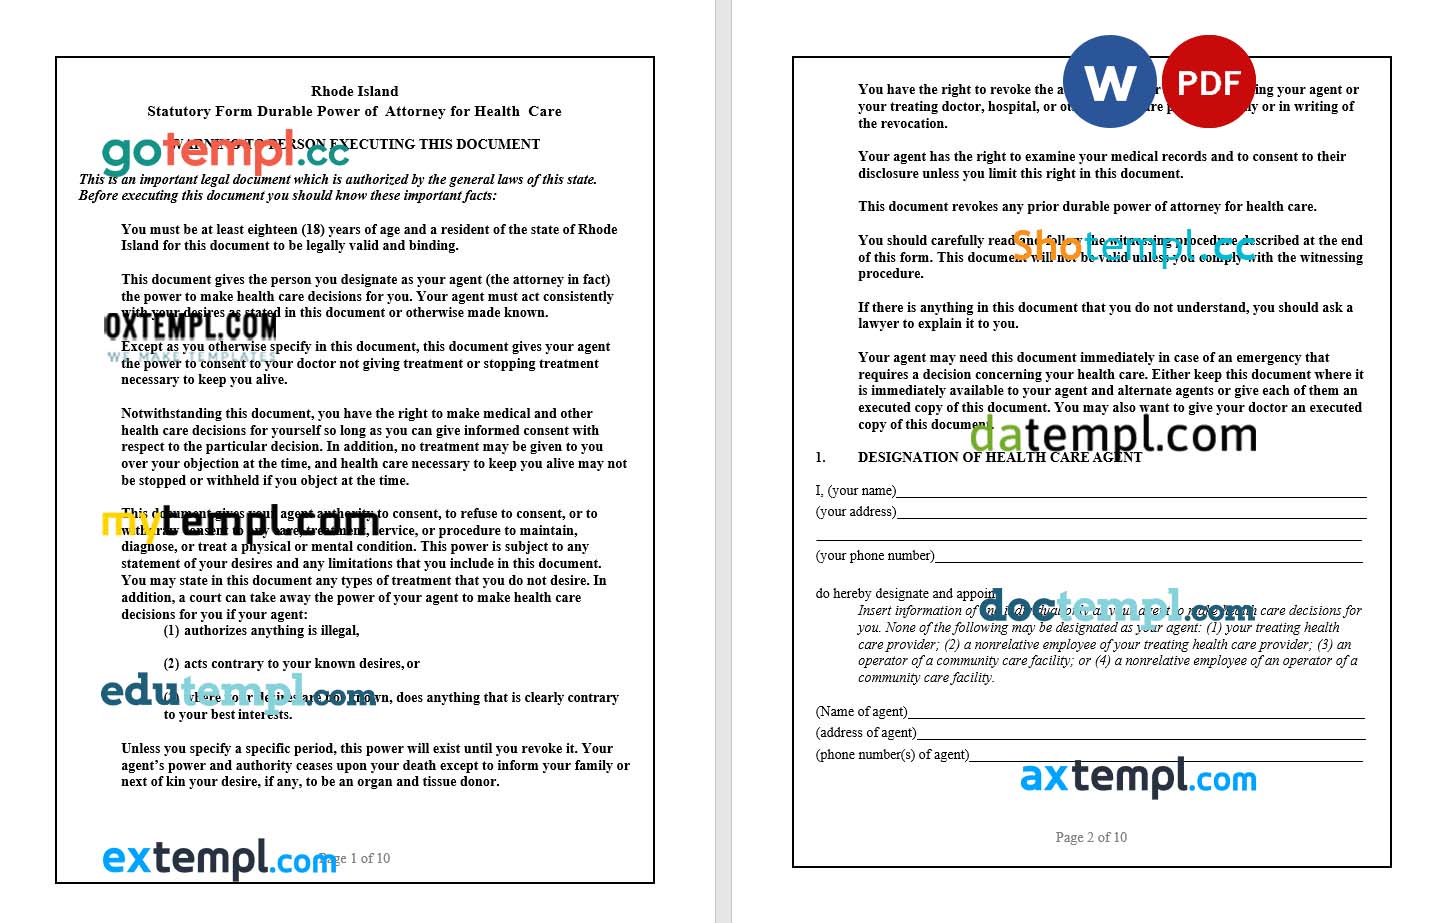 Rhode Island
Statutory Form Durable Power of Attorney for Health Care
WARNING TO PERSON EXECUTING THIS DOCUMENT
gotempl.cc
This is an important legal document which is authorized by the general laws of this state.
Before executing this document you should know these important facts:
You must be at least eighteen (18) years of age and a resident of the state of Rhode
Island for this document to be legally valid and binding.
This document gives the person you designate as your agent (the attorney in fact)
the power to make health care decisions for you. Your agent must act consistently
with your desires as stated in this document or otherwise made known.
OXTEMPL.COM
WE MAKE TEMPLATES
Except as you otherwise specify in this document, this document gives your agent
the power to consent to your doctor not giving treatment or stopping treatment
necessary to keep you alive.
Notwithstanding this document, you have the right to make medical and other
health care decisions for yourself so long as you can give informed consent with
respect to the particular decision. In addition, no treatment may be given to you
over your objection at the time, and health care necessary to keep you alive may not
be stopped or withheld if you object at the time.
This document gives your agent authority to consent, to refuse to consent, or to
mytempl.com
withdraw consent to any care, treatment, service, or procedure to maintain,
diagnose, or treat a physical or mental condition. This power is subject to any
statement of your desires and any limitations that you include in this document.
You may state in this document any types of treatment that you do not desire. In
addition, a court can take away the power of your agent to make health care
decisions for you if your agent:
(1) authorizes anything is illegal,
(2) acts contrary to your known desires, or
edutempl.com
(3) where your desires are not known, does anything that is clearly contrary
to your best interests.
Unless you specify a specific period, this power will exist until you revoke it. Your
agent's power and authority ceases upon your death except to inform your family or
next of kin your desire, if any, to be an organ and tissue donor.
extempl.com
Page 1 of 10
W
PDF
You have the right to revoke the a ing your agent or
your treating doctor, hospital, or ot re p ly or in writing of
the revocation.
Your agent has the right to examine your medical records and to consent to their
disclosure unless you limit this right in this document.
This document revokes any prior durable power of attorney for health care.
You should carefully read and follow the witnessing procedure described at the end
Shotempl.cc
of this form. This document will not be valid unless you comply with the witnessing
procedure.
If there is anything in this document that you do not understand, you should ask a
lawyer to explain it to you.
Your agent may need this document immediately in case of an emergency that
requires a decision concerning your health care. Either keep this document where it
is immediately available to your agent and alternate agents or give each of them an
executed copy of this document. You may also want to give your doctor an executed
copy of this document.
datempl.com
1. DESIGNATION OF HEALTH CARE AGENT
I, (your name)
(your address)
(your phone number)
do hereby designate and appoint
doctempl.com
Insert information of one individual only as your agent to make health care decisions for
you. None of the following may be designated as your agent: (1) your treating health
care provider; (2) a nonrelative employee of your treating health care provider; (3) an
operator of a community care facility; or (4) a nonrelative employee of an operator of a
community care facility.
(Name of agent)
(address of agent)
(phone number(s) of agent)
axtempl.com
Page 2 of 10